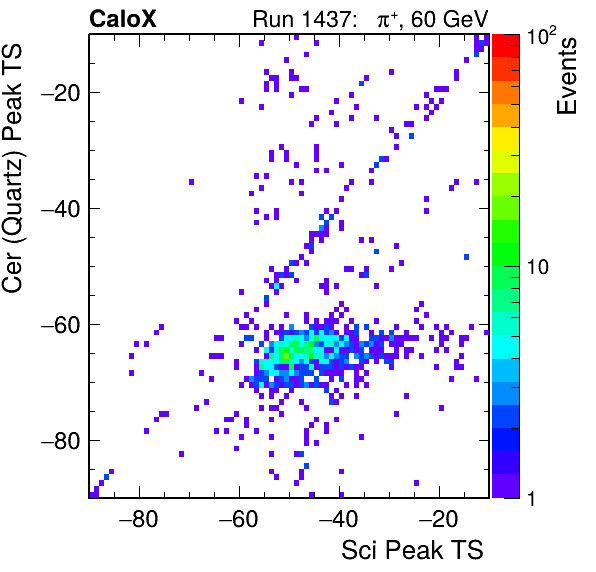 CaloX Run 1437: π⁺, 60 GeV
10²
10
1
Events
Cer (Quartz) Peak TS
−20
−40
−60
−80
−80 −60 −40 −20
Sci Peak TS